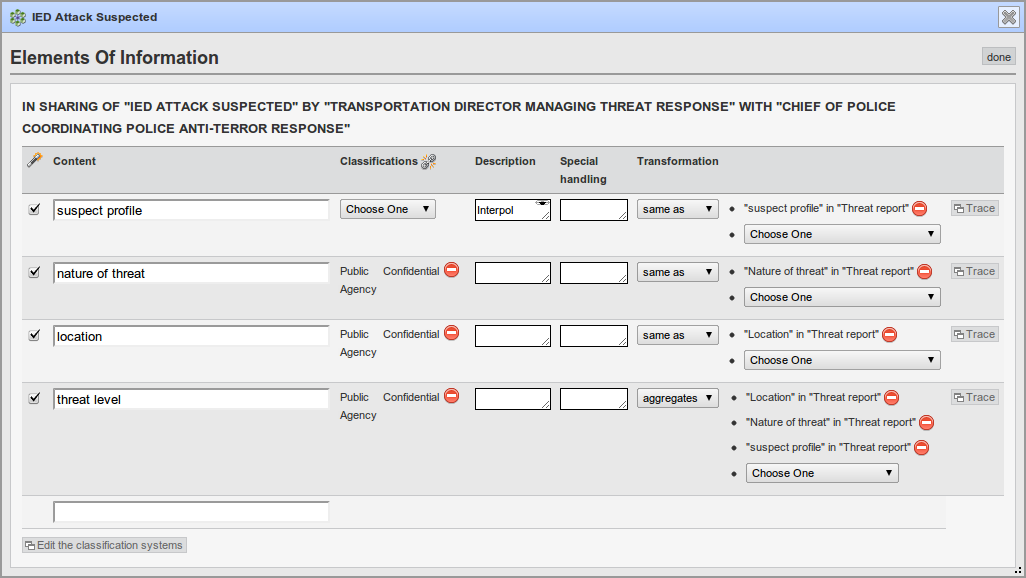 IED Attack Suspected
Elements Of Information
done
IN SHARING OF "IED ATTACK SUSPECTED" BY "TRANSPORTATION DIRECTOR MANAGING THREAT RESPONSE" WITH "CHIEF OF POLICE
COORDINATING POLICE ANTI-TERROR RESPONSE"
Content Classifications Description Special Transformation
handling
suspect profile Choose One Interpol same as "suspect profile" in "Threat report" Trace
Choose One
nature of threat Public Confidential same as "Nature of threat" in "Threat report" Trace
Agency Choose One
location Public Confidential same as "Location" in "Threat report" Trace
Agency Choose One
threat level Public Confidential aggregates "Location" in "Threat report" Trace
Agency "Nature of threat" in "Threat report"
"suspect profile" in "Threat report"
Choose One
Edit the classification systems